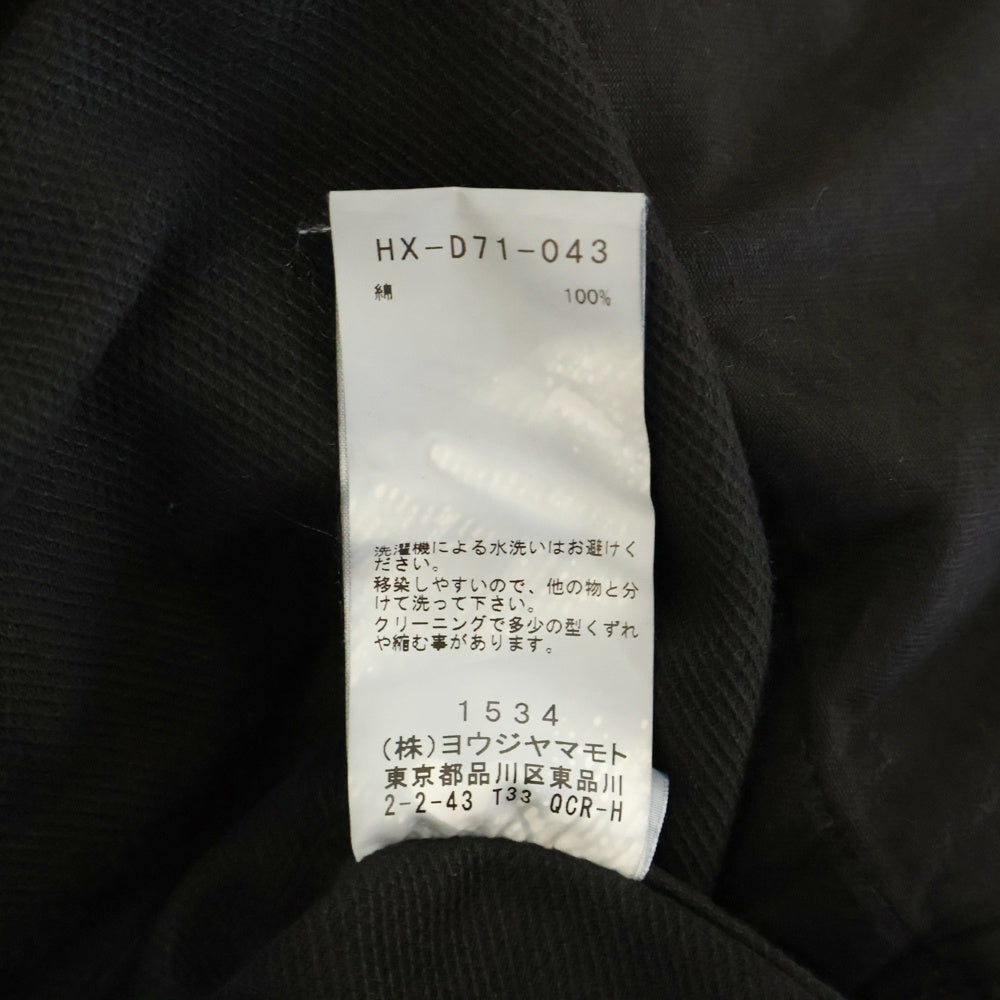 HX-D71-043
綿 100%
洗濯機による水洗いはお避けく
ださい。
移染しやすいので、他の物と分
けて洗って下さい。
クリーニングで多少の型くずれ
や縮む事があります。
1534
(株)ヨウジヤマモト
東京都品川区東品川
2-2-43 T33 QCR-H